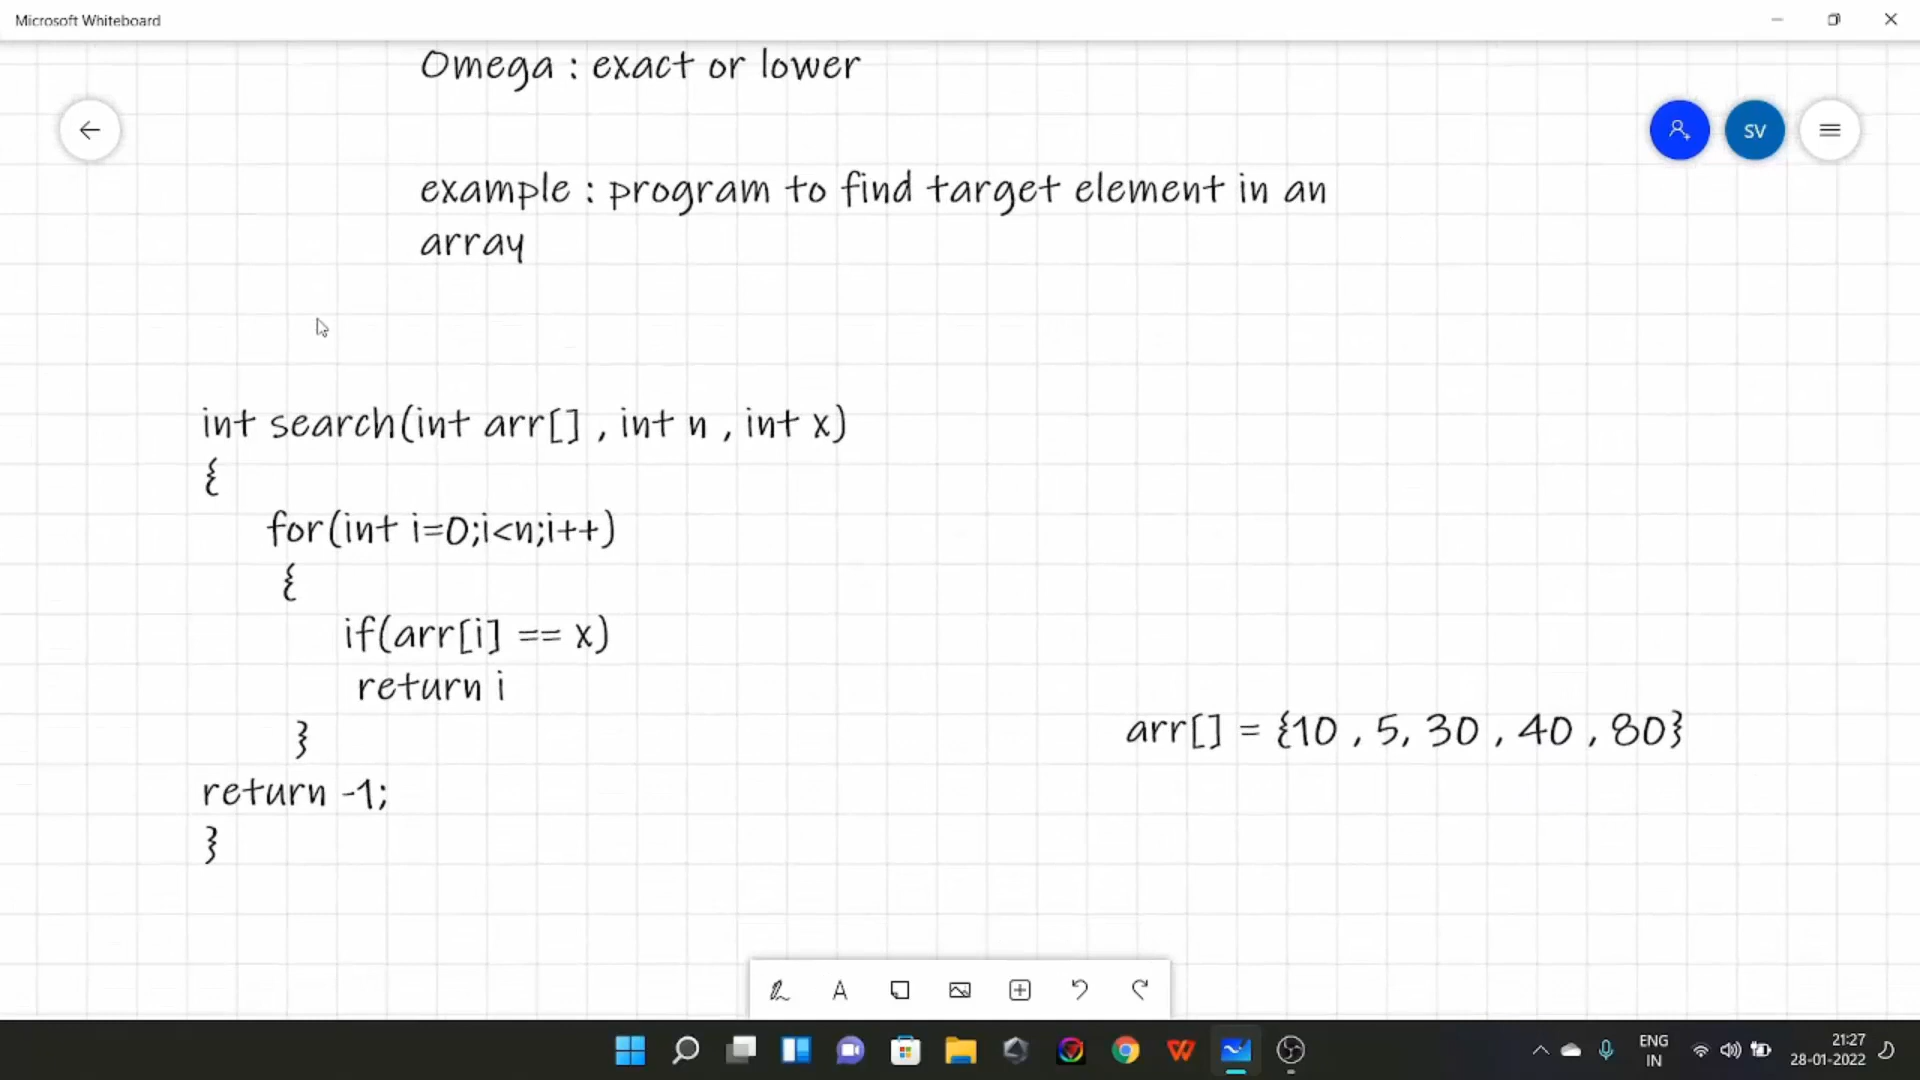 Microsoft Whiteboard
Omega : exact or lower
SV
example : program to find target element in an
array
int search(int arr[] , int n , int x)
{
for(int i=0;i<n;i++)
{
if(arr[i] == x)
return i
}
arr[] = {10 , 5, 30 , 40 , 80}
return -1;
}
ENG
IN
21:27
28-01-2022